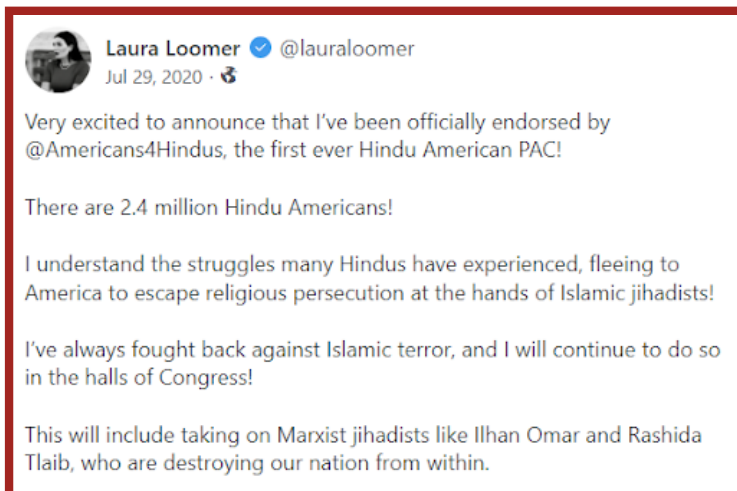 Laura Loomer @lauraloomer
Jul 29, 2020 ·
Very excited to announce that I've been officially endorsed by
@Americans4Hindus, the first ever Hindu American PAC!
There are 2.4 million Hindu Americans!
I understand the struggles many Hindus have experienced, fleeing to
America to escape religious persecution at the hands of Islamic jihadists!
I've always fought back against Islamic terror, and I will continue to do so
in the halls of Congress!
This will include taking on Marxist jihadists like Ilhan Omar and Rashida
Tlaib, who are destroying our nation from within.